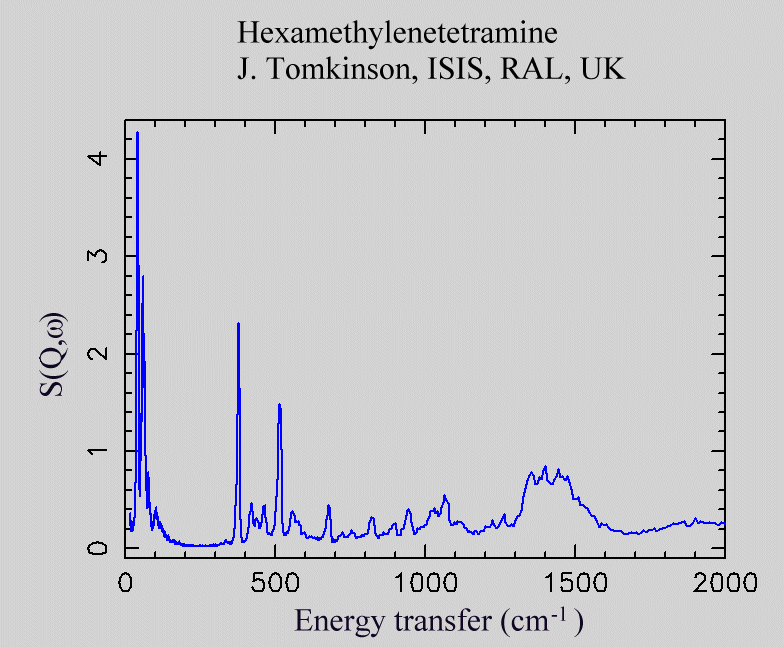 Hexamethylenetetramine
J. Tomkinson, ISIS, RAL, UK
4
3
2
1
0
S(Q,ω)
0 500 1000 1500 2000
Energy transfer (cm⁻¹ )